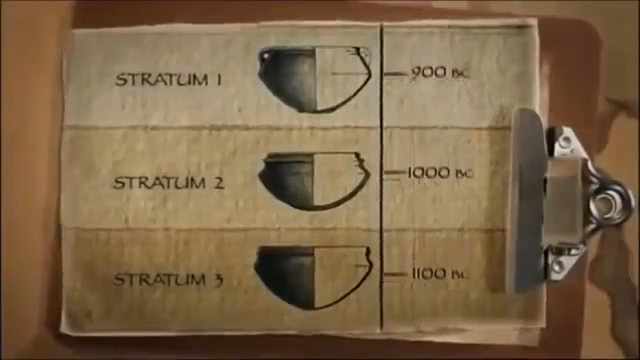 STRATUM 1 900 BC
STRATUM 2 1000 BC
STRATUM 3 1100 BC